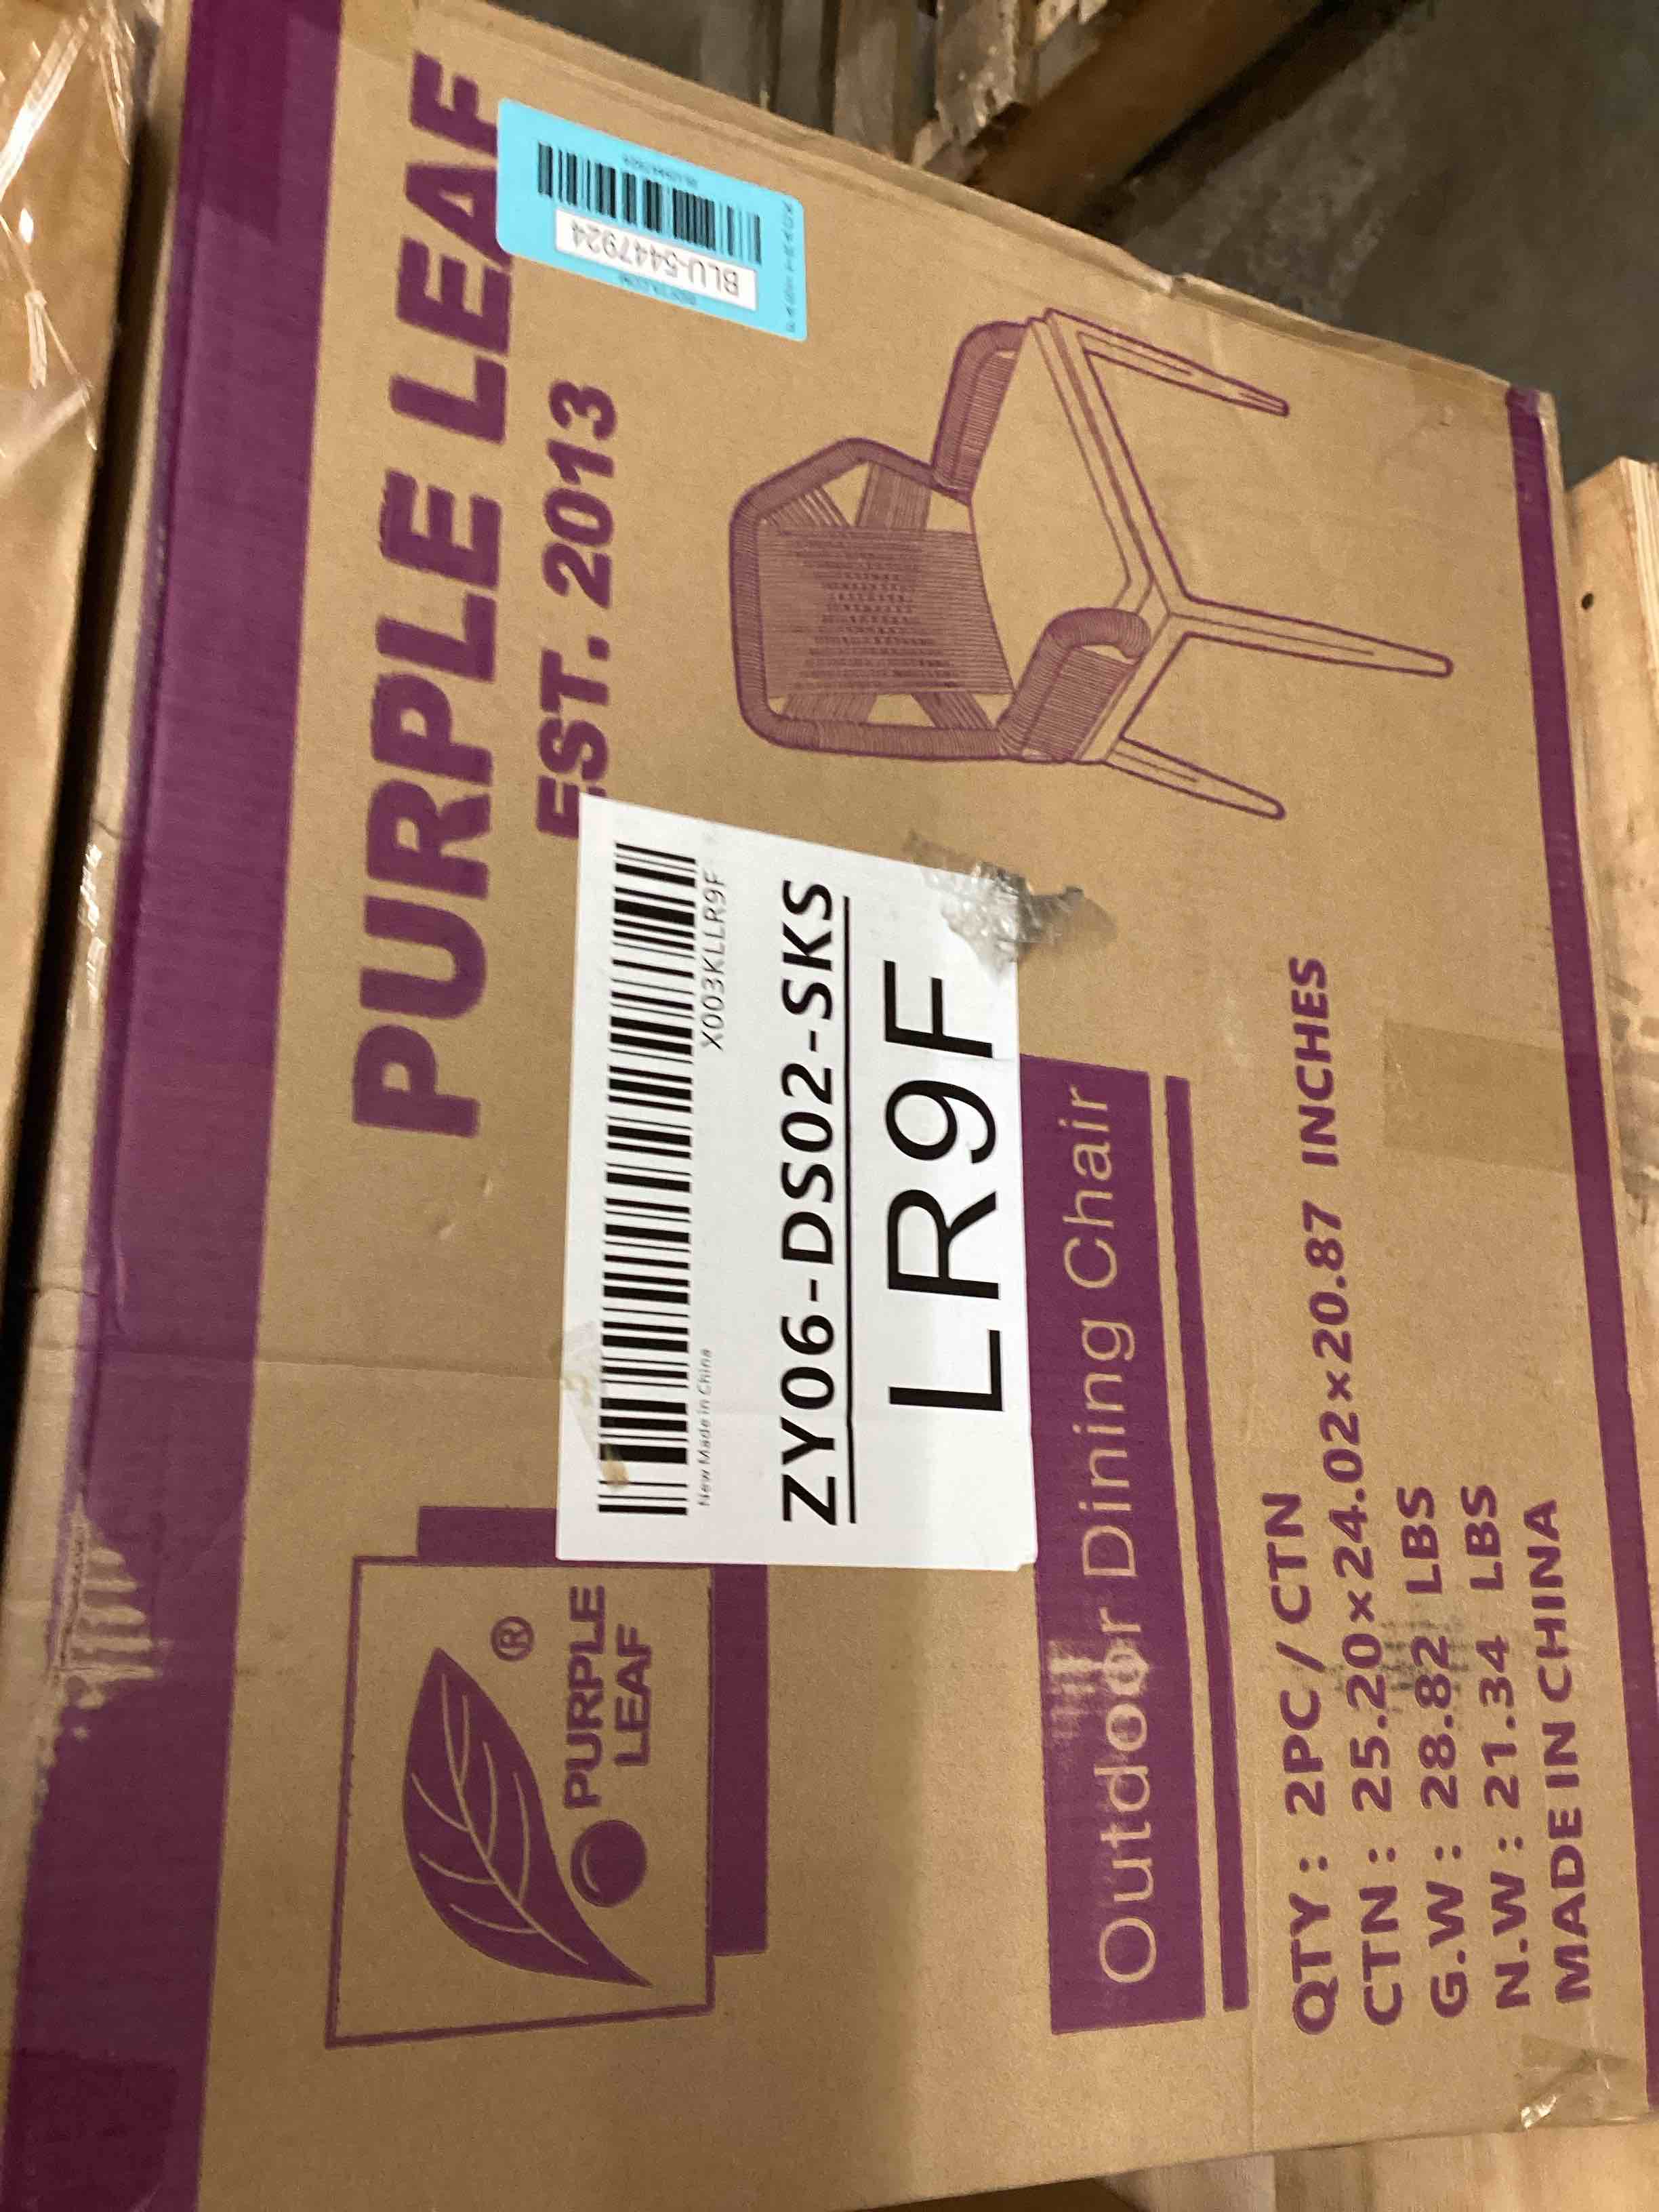 PURPLE LEAF
EST. 2013
BLU-5447924
®
PURPLE
LEAF
X003KLLR9F
New Made in China
ZY06-DS02-SKS
LR9F
Outdoor Dining Chair
QTY : 2PC / CTN
CTN : 25.20×24.02×20.87 INCHES
G.W : 28.82 LBS
N.W : 21.34 LBS
MADE IN CHINA